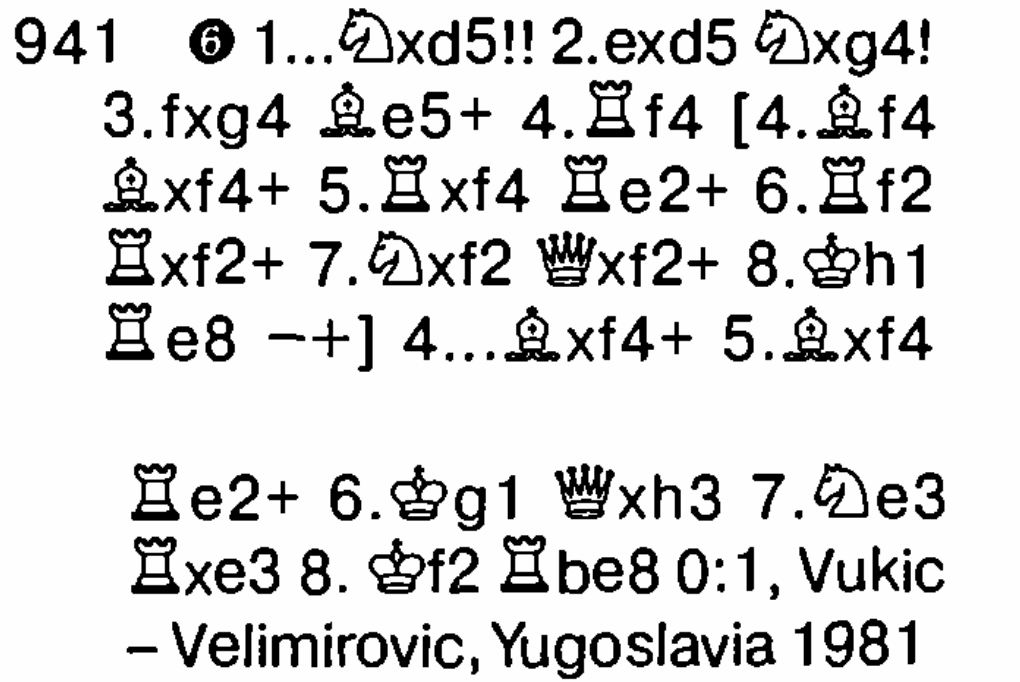 941 ❻ 1...♘xd5!! 2.exd5 ♘xg4!
3.fxg4 ♗e5+ 4.♖f4 [4.♗f4
♗xf4+ 5.♖xf4 ♖e2+ 6.♖f2
♖xf2+ 7.♘xf2 ♕xf2+ 8.♔h1
♖e8 –+] 4...♗xf4+ 5.♗xf4
♖e2+ 6.♔g1 ♕xh3 7.♘e3
♖xe3 8. ♔f2 ♖be8 0:1, Vukic
– Velimirovic, Yugoslavia 1981